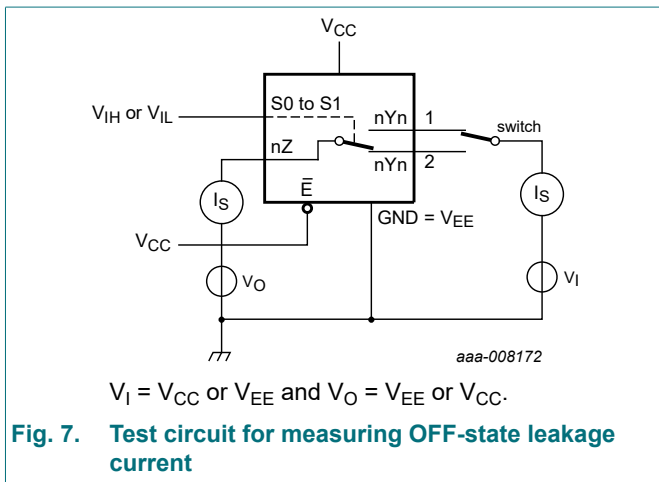 VCC
VIH or VIL
S0 to S1
nYn 1
switch
nZ
nYn 2
IS
E̅
IS
GND = VEE
VCC
VO
VI
aaa-008172
VI = VCC or VEE and VO = VEE or VCC.
Fig. 7. Test circuit for measuring OFF-state leakage
current